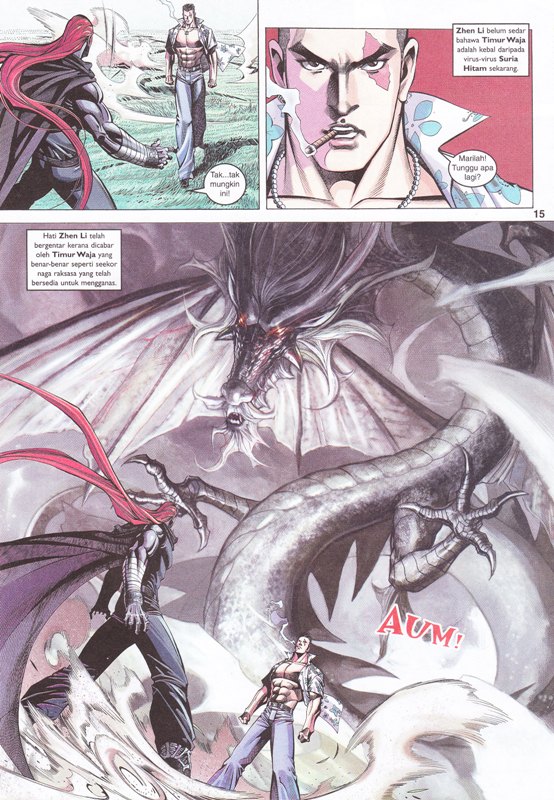 Tak...tak
mungkin
ini!
Zhen Li belum sedar
bahawa Timur Waja
adalah kebal daripada
virus-virus Suria
Hitam sekarang.
Marilah!
Tunggu apa
lagi?
15
Hati Zhen Li telah
bergentar kerana dicabar
oleh Timur Waja yang
benar-benar seperti seekor
naga raksasa yang telah
bersedia untuk mengganas.
AUM!